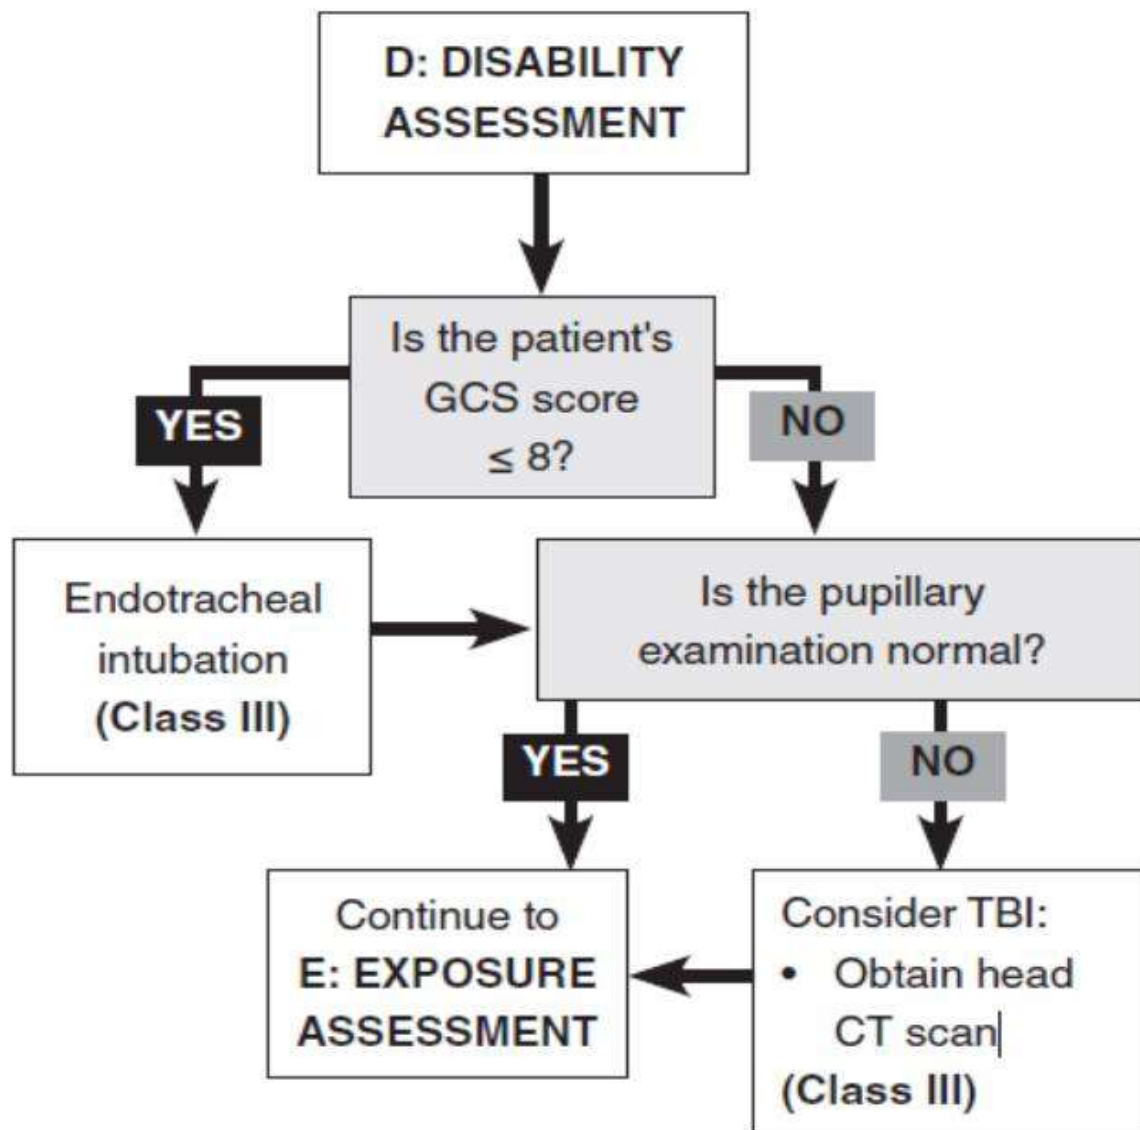 D: DISABILITY
ASSESSMENT
Is the patient's
GCS score
≤ 8?
YES
NO
Endotracheal
intubation
(Class III)
Is the pupillary
examination normal?
YES
NO
Continue to
E: EXPOSURE
ASSESSMENT
Consider TBI:
• Obtain head
CT scan
(Class III)